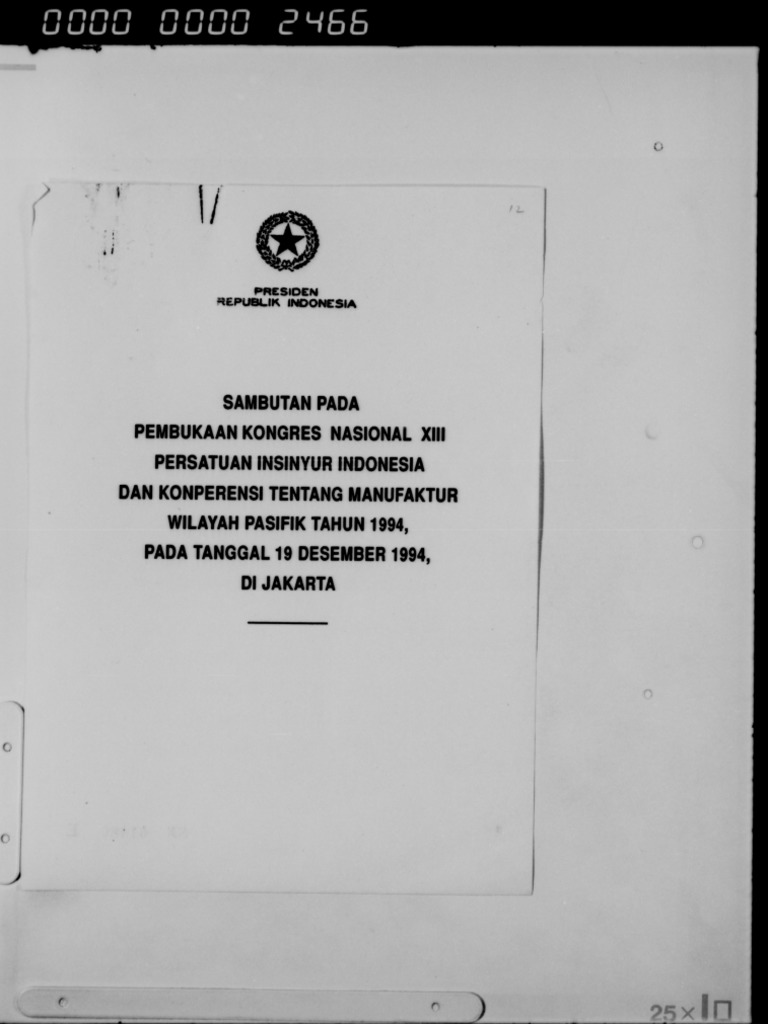 0000 0000 2466
12
PRESIDEN
REPUBLIK INDONESIA
SAMBUTAN PADA
PEMBUKAAN KONGRES NASIONAL XIII
PERSATUAN INSINYUR INDONESIA
DAN KONPERENSI TENTANG MANUFAKTUR
WILAYAH PASIFIK TAHUN 1994,
PADA TANGGAL 19 DESEMBER 1994,
DI JAKARTA
25×